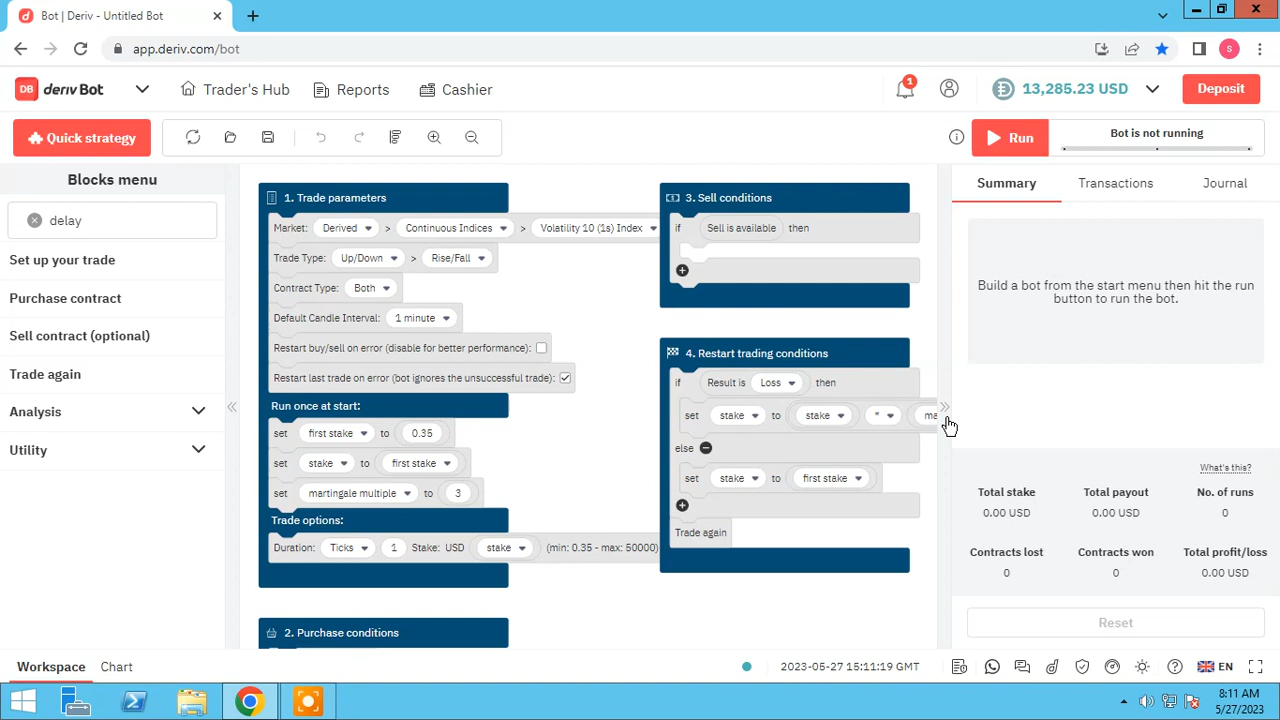 Bot | Deriv - Untitled Bot
app.deriv.com/bot
S
DB deriv Bot
Trader's Hub
Reports
Cashier
1
13,285.23 USD
Deposit
Quick strategy
Run
Bot is not running
Blocks menu
delay
Set up your trade
Purchase contract
Sell contract (optional)
Trade again
Analysis
Utility
1. Trade parameters
Market: Derived > Continuous Indices > Volatility 10 (1s) Index
Trade Type: Up/Down > Rise/Fall
Contract Type: Both
Default Candle Interval: 1 minute
Restart buy/sell on error (disable for better performance):
Restart last trade on error (bot ignores the unsuccessful trade):
Run once at start:
set first stake to 0.35
set stake to first stake
set martingale multiple to 3
Trade options:
Duration: Ticks 1 Stake: USD stake (min: 0.35 - max: 50000)
2. Purchase conditions
3. Sell conditions
if Sell is available then
4. Restart trading conditions
if Result is Loss then
set stake to stake * ma
else
set stake to first stake
Trade again
Summary
Transactions
Journal
Build a bot from the start menu then hit the run
button to run the bot.
What's this?
Total stake Total payout No. of runs
0.00 USD 0.00 USD 0
Contracts lost Contracts won Total profit/loss
0 0 0.00 USD
Reset
Workspace
Chart
2023-05-27 15:11:19 GMT
EN
8:11 AM
5/27/2023